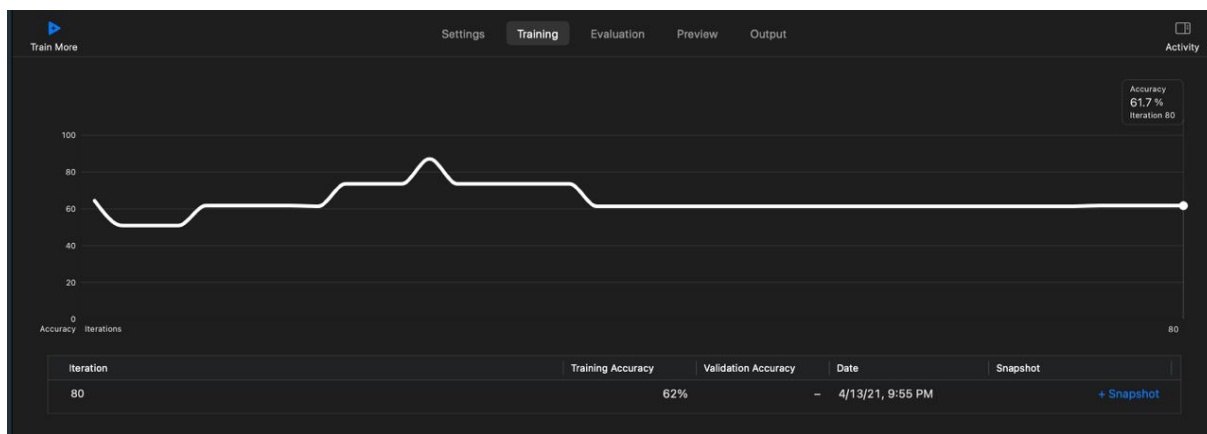 Train More
Settings Training Evaluation Preview Output
Activity
Accuracy
61.7 %
Iteration 80
100
80
60
40
20
0
Accuracy Iterations
80
Iteration Training Accuracy Validation Accuracy Date Snapshot
80 62% – 4/13/21, 9:55 PM + Snapshot